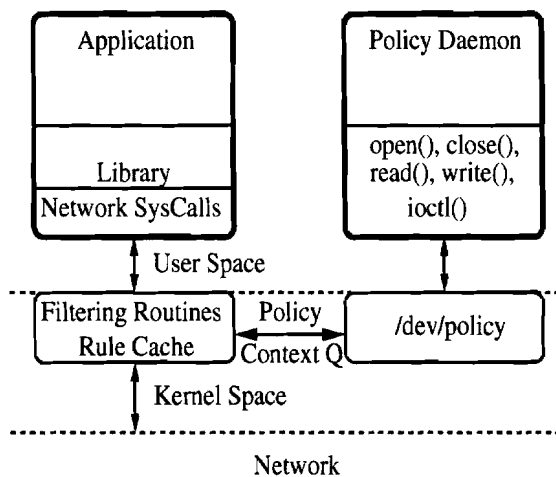 Application
Library
Network SysCalls
Policy Daemon
open(), close(),
read(), write(),
ioctl()
User Space
Filtering Routines
Rule Cache
Policy
Context Q
/dev/policy
Kernel Space
Network